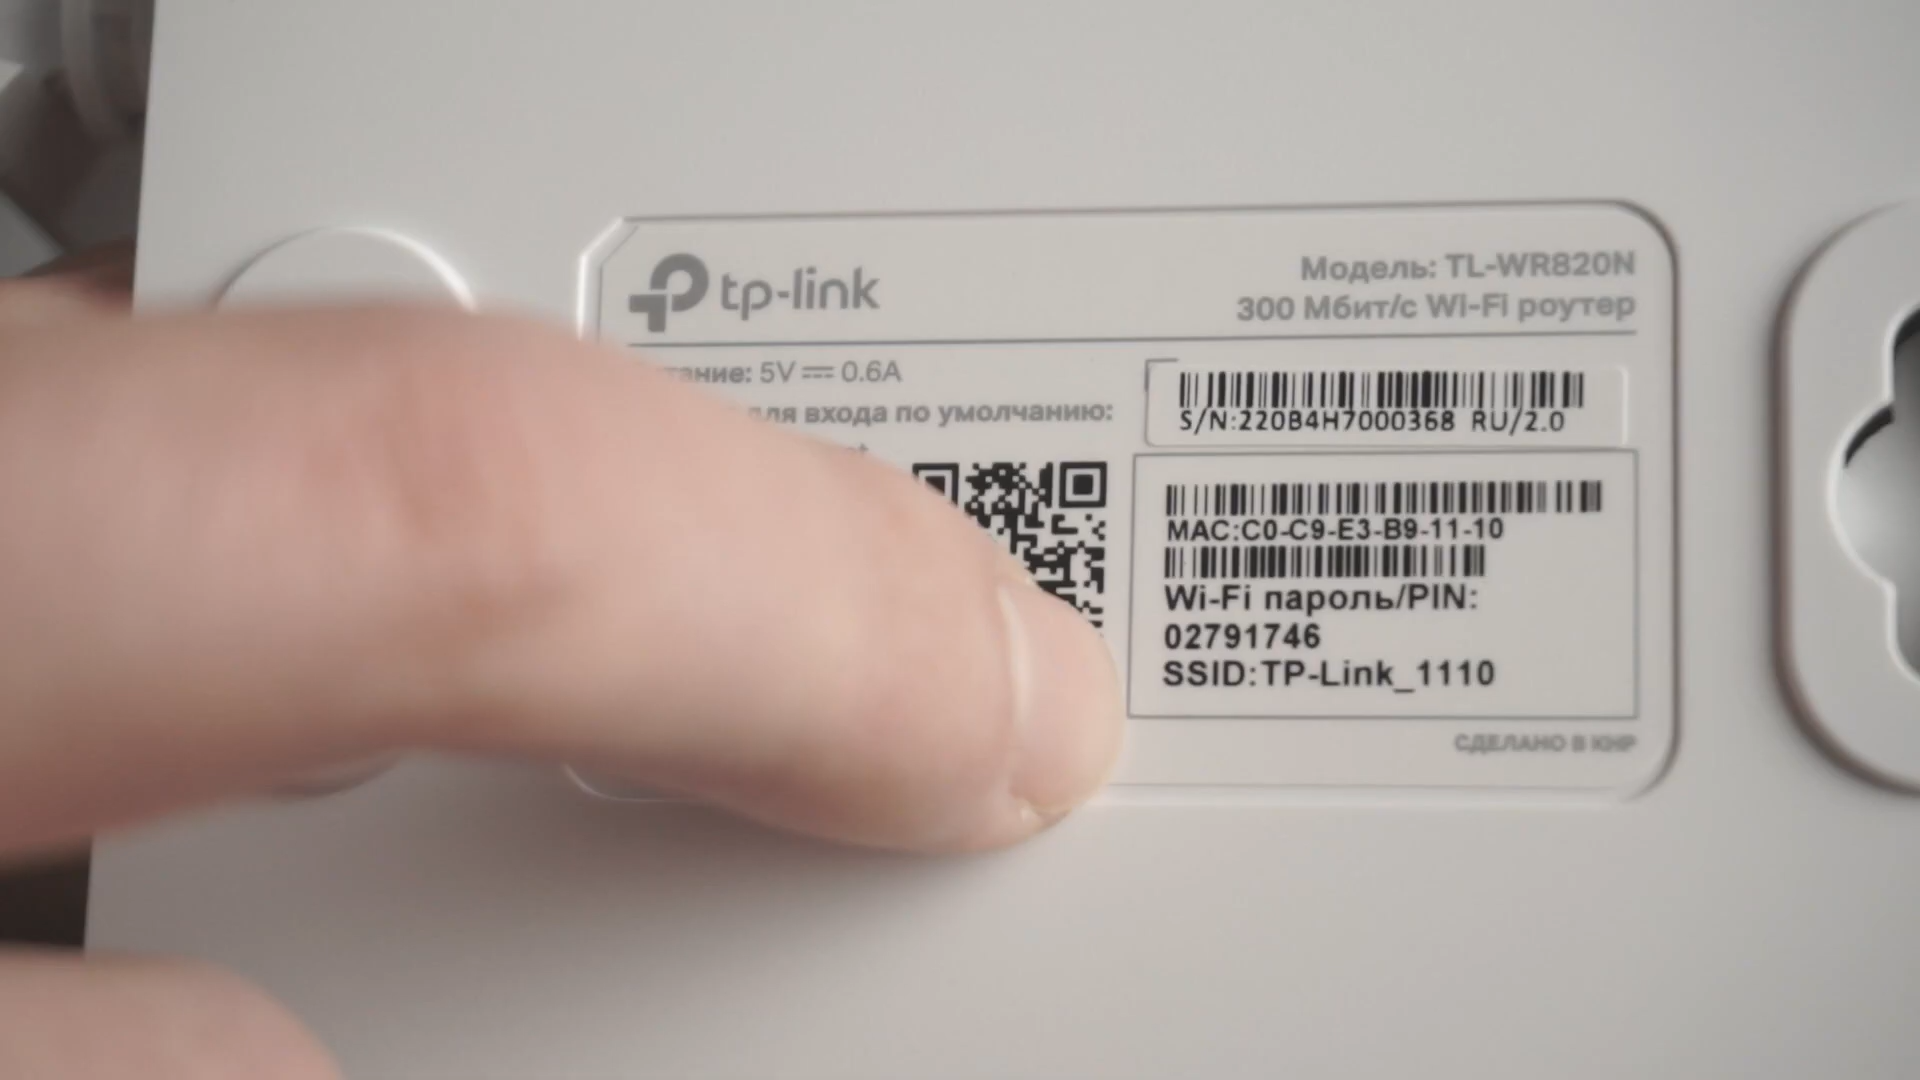 tp-link
Модель: TL-WR820N
300 Мбит/с Wi-Fi роутер
5V ⎓ 0.6A
для входа по умолчанию:
S/N:220B4H7000368 RU/2.0
MAC:C0-C9-E3-B9-11-10
Wi-Fi пароль/PIN:
02791746
SSID:TP-Link_1110
СДЕЛАНО В КНР